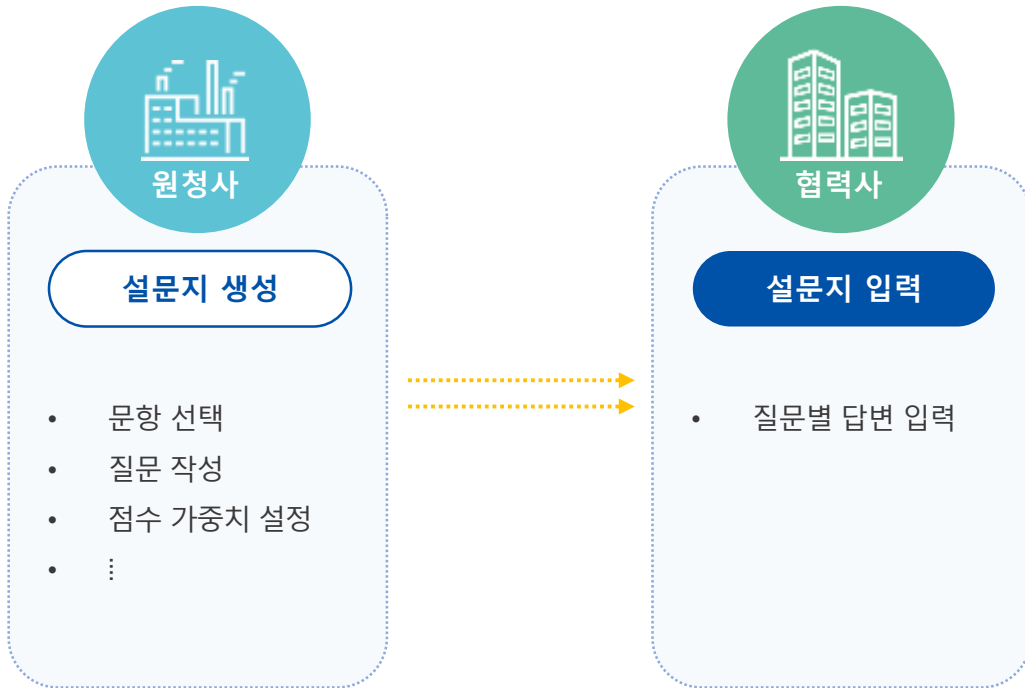 원청사
설문지 생성
• 문항 선택
• 질문 작성
• 점수 가중치 설정
• ⁞
협력사
설문지 입력
• 질문별 답변 입력